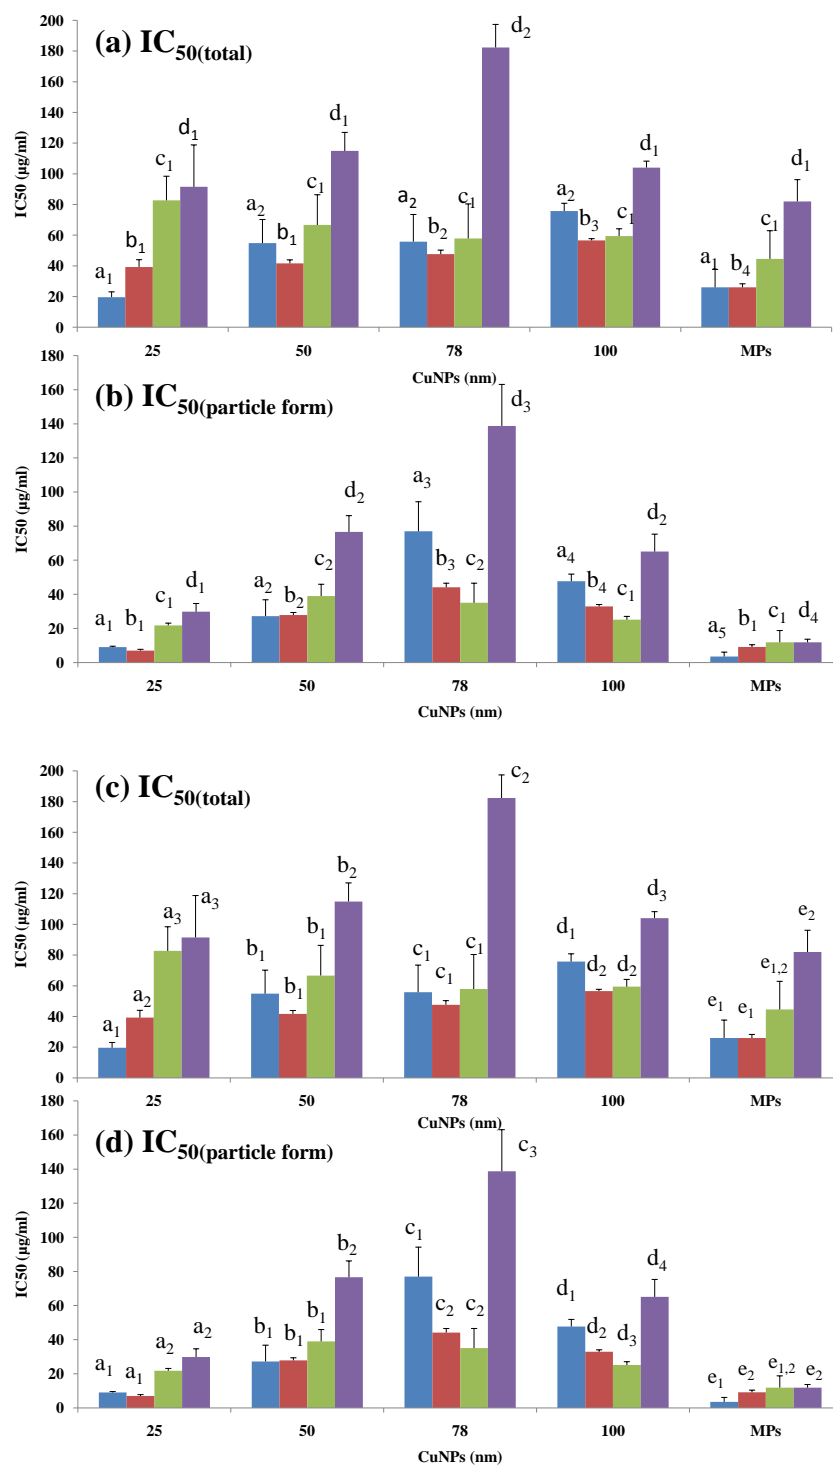 (a) IC50(total)
IC50 (µg/ml)
200
180
160
140
120
100
80
60
40
20
0
a1 b1 c1 d1
a2 b1 c1 d1
a2 b2 c1 d2
a2 b3 c1 d1
a1 b4 c1 d1
25 50 78 100 MPs
CuNPs (nm)
(b) IC50(particle form)
IC50 (µg/ml)
180
160
140
120
100
80
60
40
20
0
a1 b1 c1 d1
a2 b2 c2 d2
a3 b3 c2 d3
a4 b4 c1 d2
a5 b1 c1 d4
25 50 78 100 MPs
CuNPs (nm)
(c) IC50(total)
IC50 (µg/ml)
200
180
160
140
120
100
80
60
40
20
0
a1 a2 a3 a3
b1 b1 b1 b2
c1 c1 c1 c2
d1 d2 d2 d3
e1 e1 e1,2 e2
25 50 78 100 MPs
CuNPs (nm)
(d) IC50(particle form)
IC50 (µg/ml)
180
160
140
120
100
80
60
40
20
0
a1 a1 a2 a2
b1 b1 b1 b2
c1 c2 c2 c3
d1 d2 d3 d4
e1 e2 e1,2 e2
25 50 78 100 MPs
CuNPs (nm)